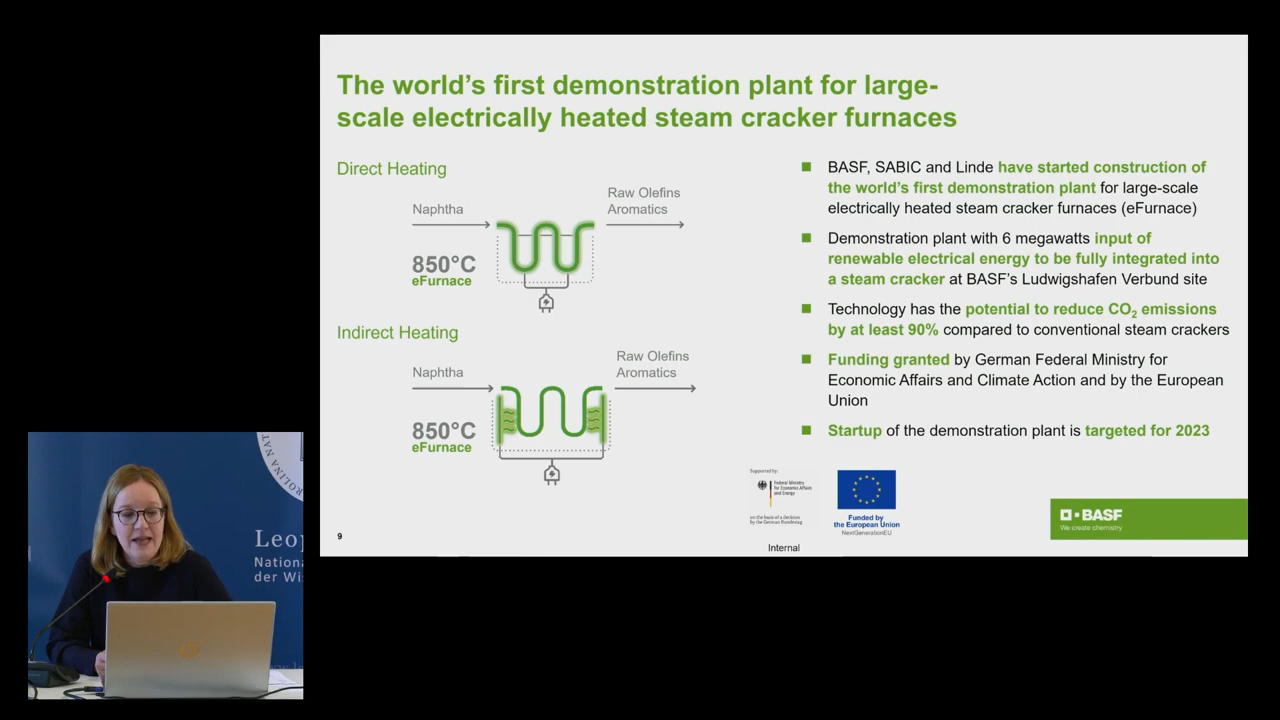 The world's first demonstration plant for large-
scale electrically heated steam cracker furnaces
Direct Heating
Naphtha
Raw Olefins
Aromatics
850°C
eFurnace
Indirect Heating
Naphtha
Raw Olefins
Aromatics
850°C
eFurnace
BASF, SABIC and Linde have started construction of
the world's first demonstration plant for large-scale
electrically heated steam cracker furnaces (eFurnace)
Demonstration plant with 6 megawatts input of
renewable electrical energy to be fully integrated into
a steam cracker at BASF's Ludwigshafen Verbund site
Technology has the potential to reduce CO₂ emissions
by at least 90% compared to conventional steam crackers
Funding granted by German Federal Ministry for
Economic Affairs and Climate Action and by the European
Union
Startup of the demonstration plant is targeted for 2023
Supported by:
Federal Ministry
for Economic Affairs
and Energy
on the basis of a decision
by the German Bundestag
Funded by
the European Union
NextGenerationEU
BASF
We create chemistry
9
Internal
ROLINA NAT
Leop
Nationa
der Wi